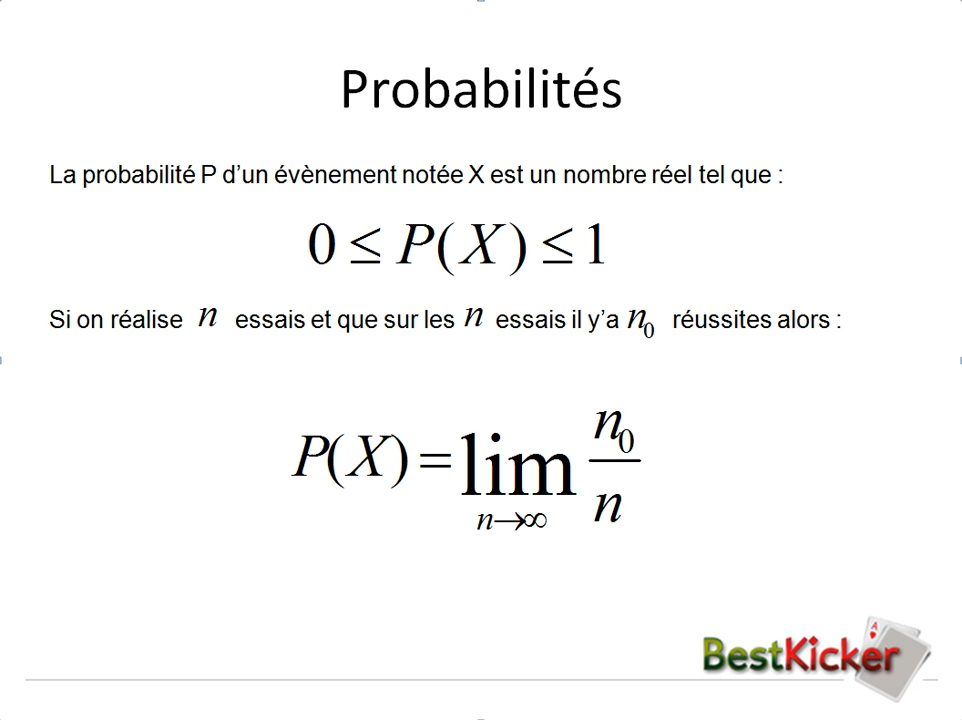 Probabilités
La probabilité P d’un évènement notée X est un nombre réel tel que :
0 ≤ P(X) ≤ 1
Si on réalise n essais et que sur les n essais il y’a n₀ réussites alors :
P(X) = lim n→∞ n₀/n
A
BestKicker